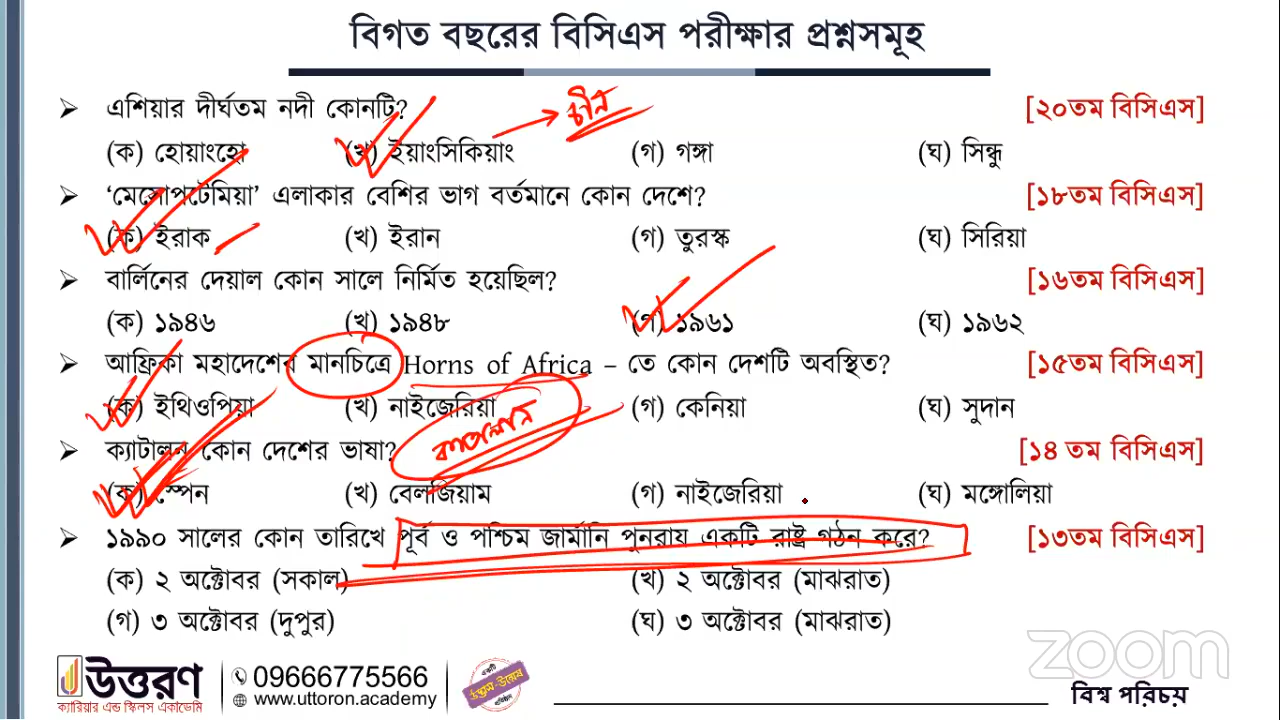 বিগত বছরের বিসিএস পরীক্ষার প্রশ্নসমূহ
➢ এশিয়ার দীর্ঘতম নদী কোনটি? [২০তম বিসিএস]
(ক) হোয়াংহো (খ) ইয়াংসিকিয়াং (গ) গঙ্গা (ঘ) সিন্ধু
চীন
➢ ‘মেসোপটেমিয়া’ এলাকার বেশির ভাগ বর্তমানে কোন দেশে? [১৮তম বিসিএস]
(ক) ইরাক (খ) ইরান (গ) তুরস্ক (ঘ) সিরিয়া
➢ বার্লিনের দেয়াল কোন সালে নির্মিত হয়েছিল? [১৬তম বিসিএস]
(ক) ১৯৪৬ (খ) ১৯৪৮ (গ) ১৯৬১ (ঘ) ১৯৬২
➢ আফ্রিকা মহাদেশের মানচিত্রে Horns of Africa – তে কোন দেশটি অবস্থিত? [১৫তম বিসিএস]
(ক) ইথিওপিয়া (খ) নাইজেরিয়া (গ) কেনিয়া (ঘ) সুদান
➢ ক্যাটালন কোন দেশের ভাষা? [১৪ তম বিসিএস]
(ক) স্পেন (খ) বেলজিয়াম (গ) নাইজেরিয়া (ঘ) মঙ্গোলিয়া
➢ ১৯৯০ সালের কোন তারিখে পূর্ব ও পশ্চিম জার্মানি পুনরায় একটি রাষ্ট্র গঠন করে? [১৩তম বিসিএস]
(ক) ২ অক্টোবর (সকাল) (খ) ২ অক্টোবর (মাঝরাত)
(গ) ৩ অক্টোবর (দুপুর) (ঘ) ৩ অক্টোবর (মাঝরাত)
zoom
উত্তরণ
ক্যারিয়ার এন্ড স্কিলস একাডেমি
09666775566
www.uttoron.academy
বিশ্ব পরিচয়